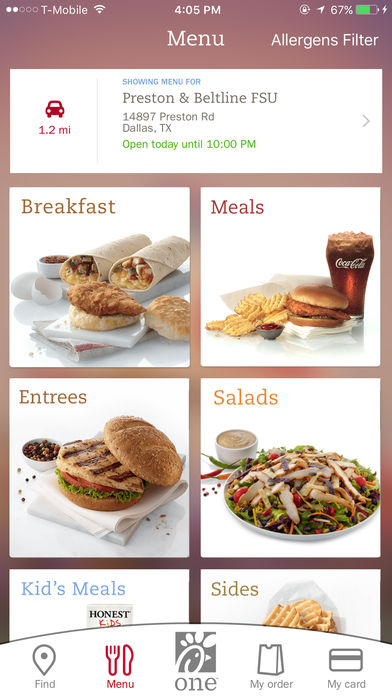 T-Mobile 4:05 PM 67%
Menu Allergens Filter
SHOWING MENU FOR
Preston & Beltline FSU
14897 Preston Rd
Dallas, TX
Open today until 10:00 PM
1.2 mi
Breakfast Meals
Coca-Cola
Entrees Salads
Kid's Meals Sides
HONEST
KIDS
Find Menu one My order My card